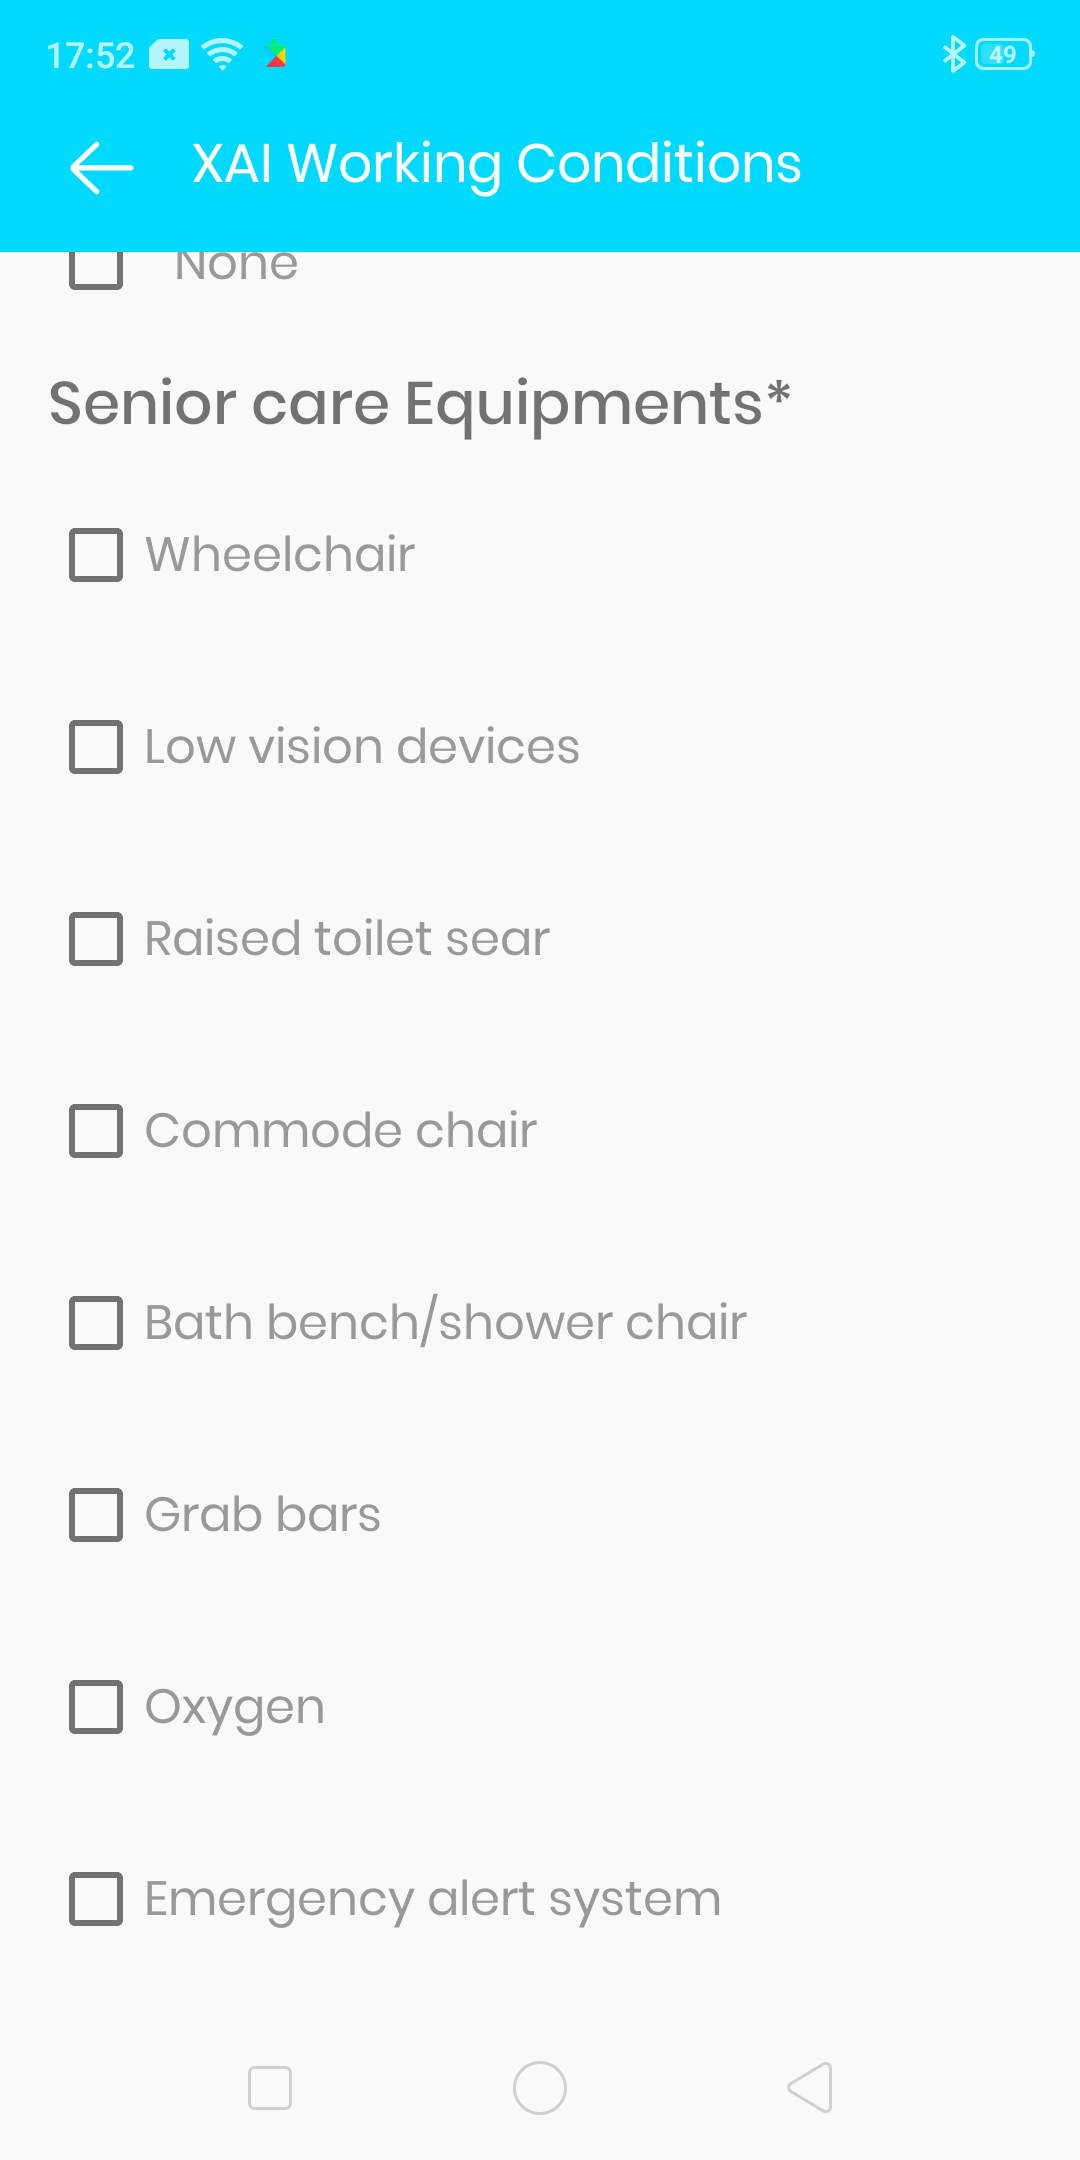 17:52
49
XAI Working Conditions
None
Senior care Equipments*
Wheelchair
Low vision devices
Raised toilet sear
Commode chair
Bath bench/shower chair
Grab bars
Oxygen
Emergency alert system